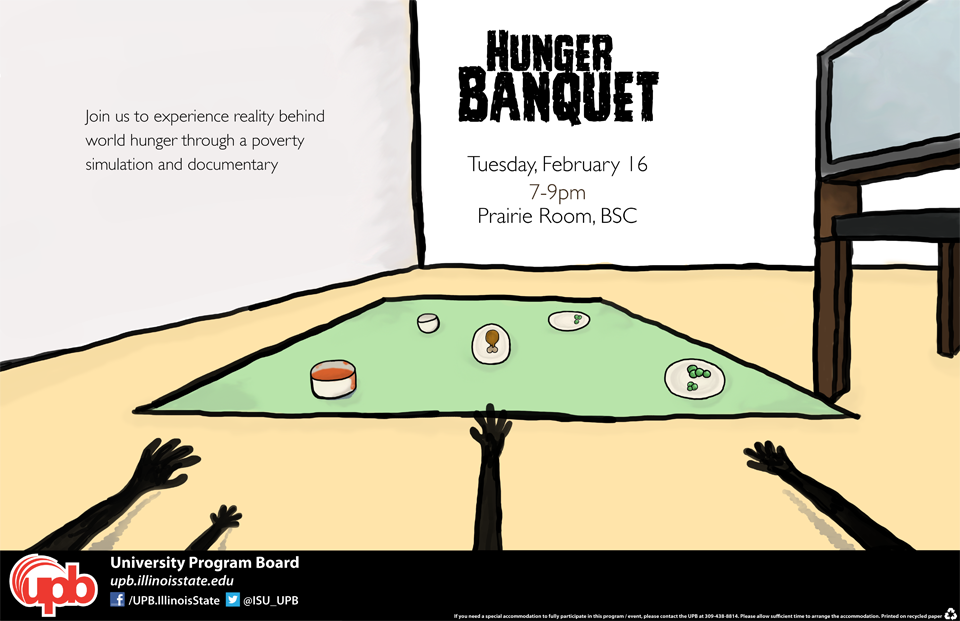 HUNGER
BANQUET
Join us to experience reality behind
world hunger through a poverty
simulation and documentary
Tuesday, February 16
7-9pm
Prairie Room, BSC
upb
University Program Board
upb.illinoisstate.edu
f /UPB.IllinoisState @ISU_UPB
If you need a special accommodation to fully participate in this program / event, please contact the UPB at 309-438-8814. Please allow sufficient time to arrange the accommodation. Printed on recycled paper